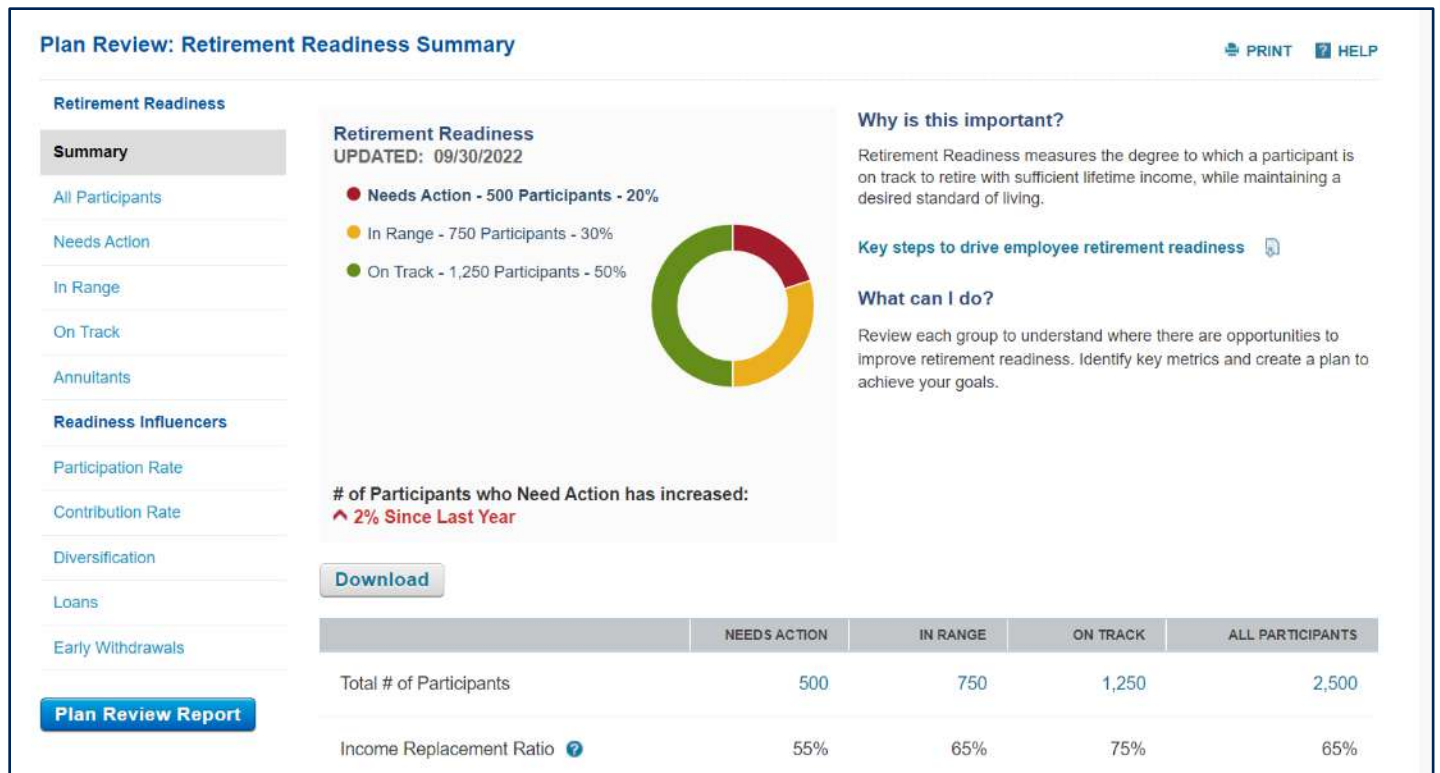 Plan Review: Retirement Readiness Summary
PRINT
? HELP
Retirement Readiness
Summary
All Participants
Needs Action
In Range
On Track
Annuitants
Readiness Influencers
Participation Rate
Contribution Rate
Diversification
Loans
Early Withdrawals
Plan Review Report
Retirement Readiness
UPDATED: 09/30/2022
Needs Action - 500 Participants - 20%
In Range - 750 Participants - 30%
On Track - 1,250 Participants - 50%
# of Participants who Need Action has increased:
2% Since Last Year
Why is this important?
Retirement Readiness measures the degree to which a participant is
on track to retire with sufficient lifetime income, while maintaining a
desired standard of living.
Key steps to drive employee retirement readiness
What can I do?
Review each group to understand where there are opportunities to
improve retirement readiness. Identify key metrics and create a plan to
achieve your goals.
Download
NEEDS ACTION IN RANGE ON TRACK ALL PARTICIPANTS
Total # of Participants 500 750 1,250 2,500
Income Replacement Ratio ? 55% 65% 75% 65%